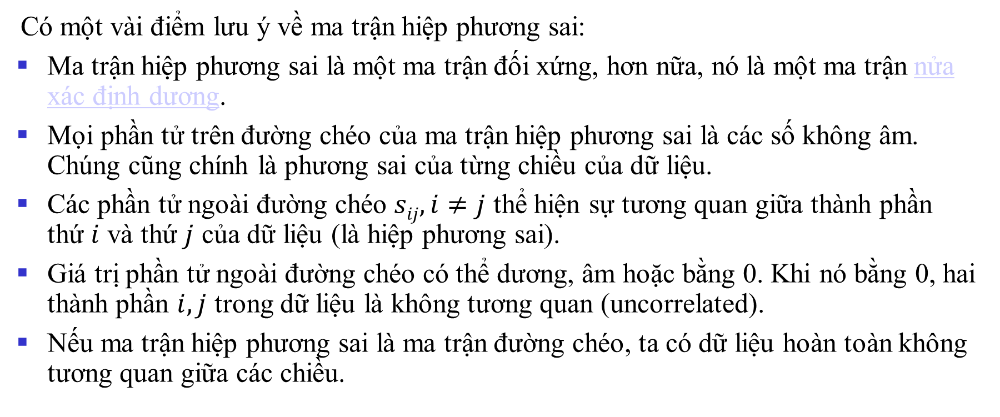 Có một vài điểm lưu ý về ma trận hiệp phương sai:
▪ Ma trận hiệp phương sai là một ma trận đối xứng, hơn nữa, nó là một ma trận nửa
xác định dương.
▪ Mọi phần tử trên đường chéo của ma trận hiệp phương sai là các số không âm.
Chúng cũng chính là phương sai của từng chiều của dữ liệu.
▪ Các phần tử ngoài đường chéo s_{ij}, i ≠ j thể hiện sự tương quan giữa thành phần
thứ i và thứ j của dữ liệu (là hiệp phương sai).
▪ Giá trị phần tử ngoài đường chéo có thể dương, âm hoặc bằng 0. Khi nó bằng 0, hai
thành phần i, j trong dữ liệu là không tương quan (uncorrelated).
▪ Nếu ma trận hiệp phương sai là ma trận đường chéo, ta có dữ liệu hoàn toàn không
tương quan giữa các chiều.